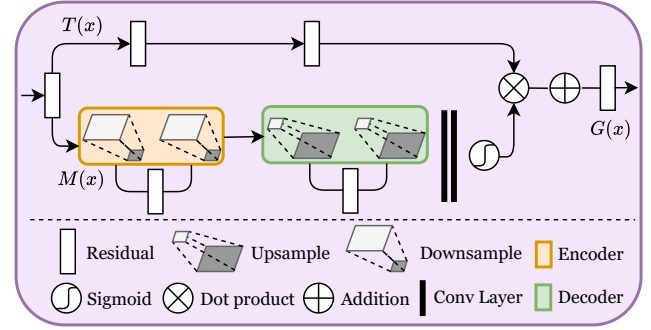 T(x)
M(x)
G(x)
Residual
Upsample
Downsample
Encoder
Sigmoid
Dot product
Addition
Conv Layer
Decoder